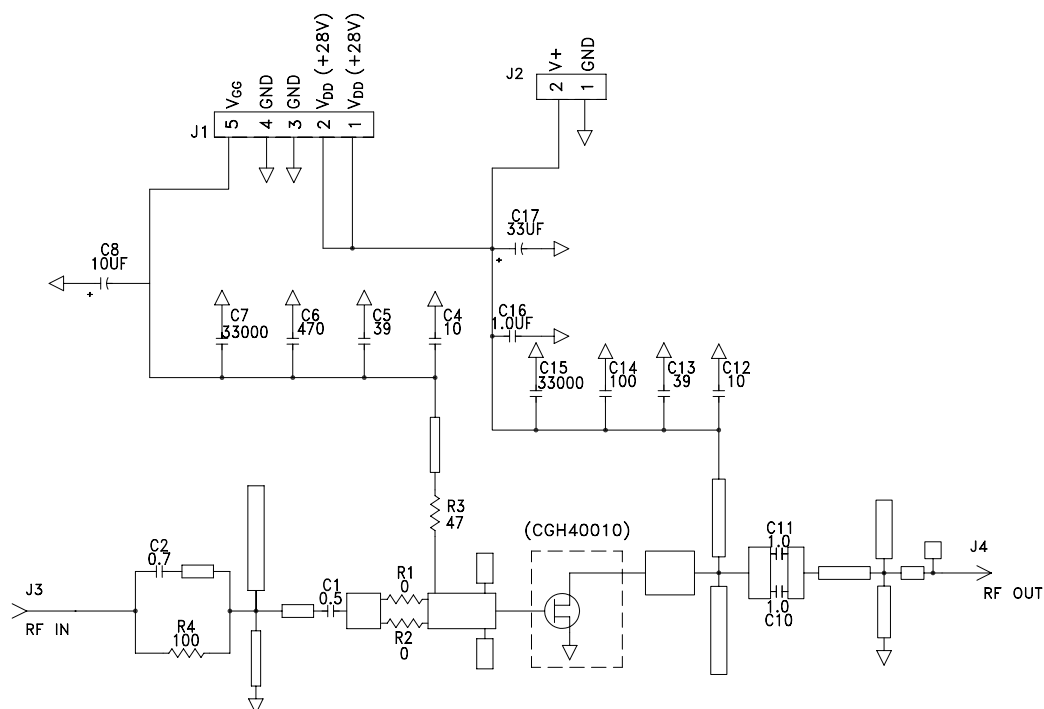 VGG
GND
GND
VDD (+28V)
VDD (+28V)
J1
5 4 3 2 1
J2
V+
GND
2 1
C17
33UF
+
C8
10UF
+
C7
33000
C6
470
C5
39
C4
10
C16
1.0UF
C15
33000
C14
100
C13
39
C12
10
R3
47
(CGH40010)
C11
1.0
1.0
C10
J4
RF OUT
J3
RF IN
C2
0.7
R4
100
C1
0.5
R1
0
R2
0